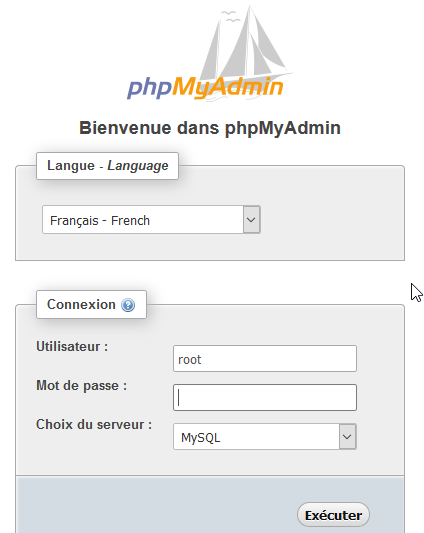 phpMyAdmin
Bienvenue dans phpMyAdmin
Langue - Language
Français - French
Connexion
Utilisateur : root
Mot de passe :
Choix du serveur : MySQL
Exécuter